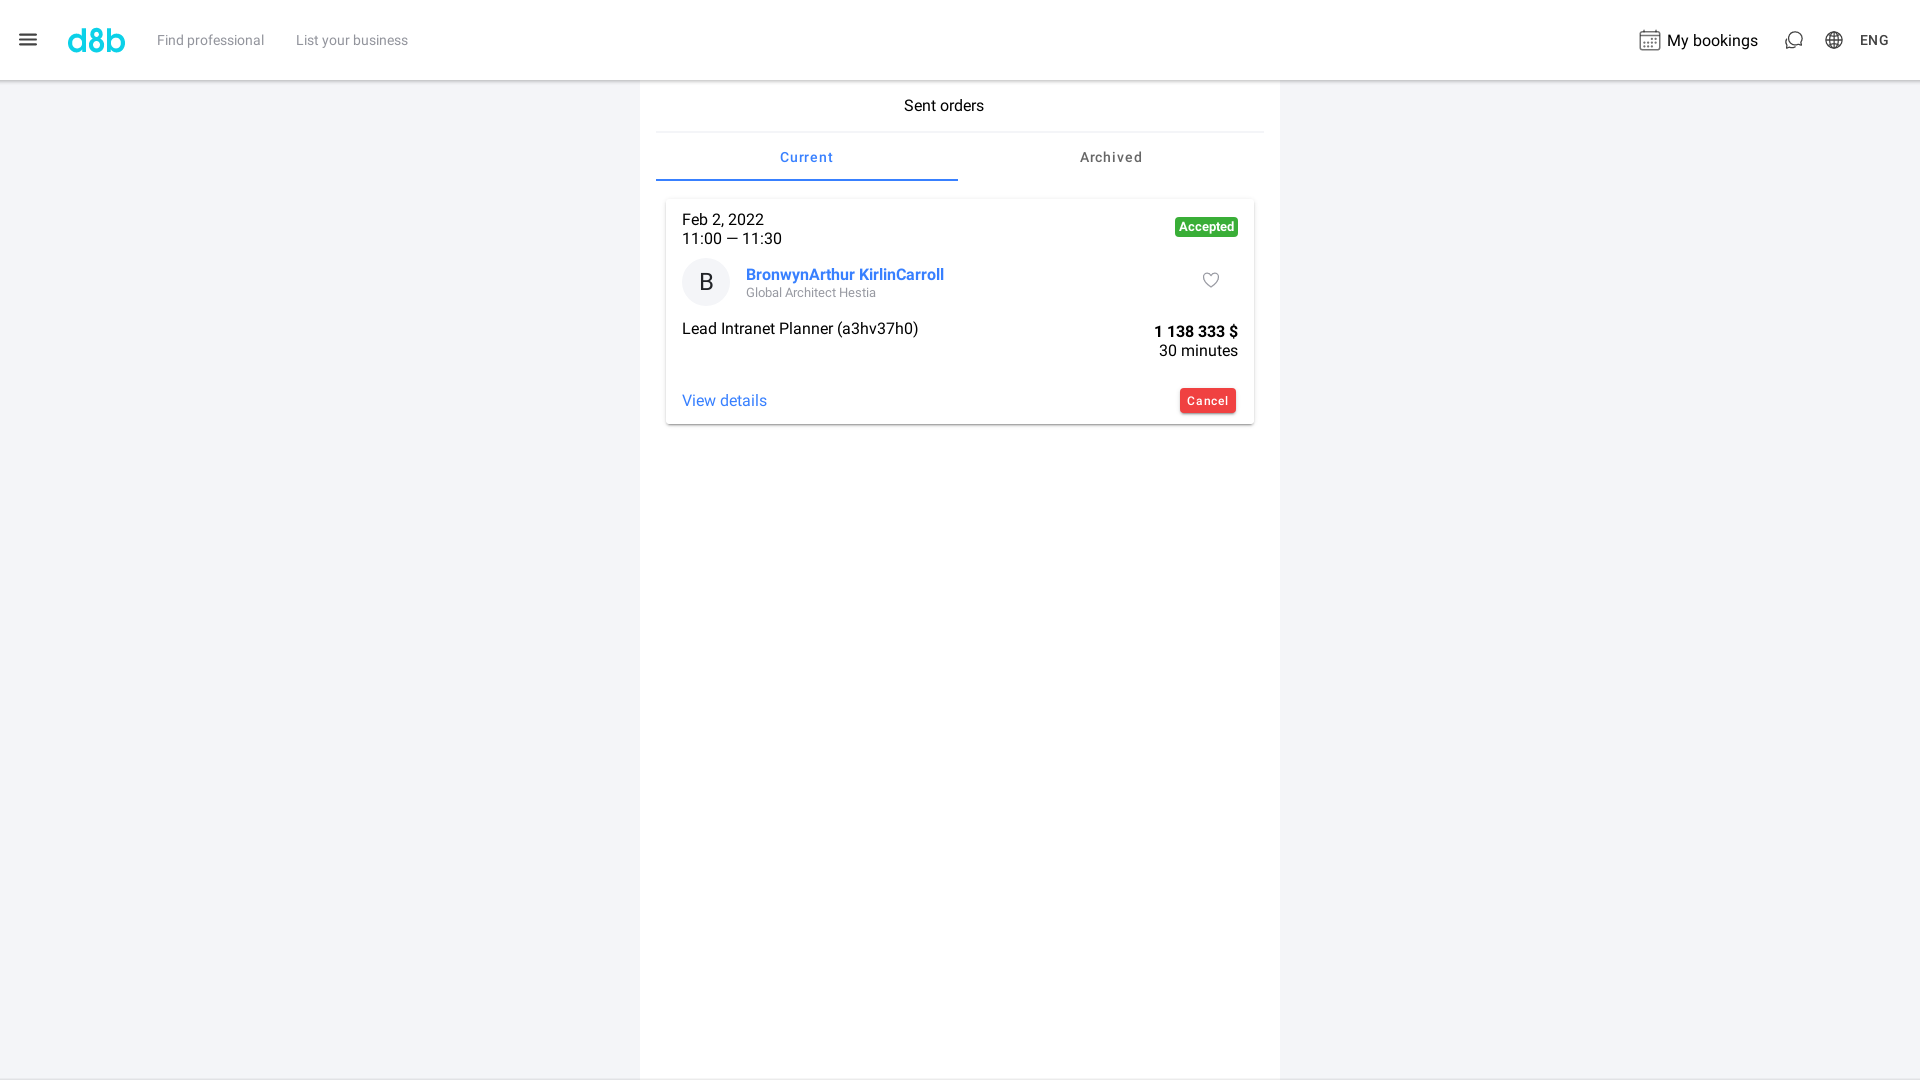 d8b
Find professional
List your business
My bookings
ENG
Sent orders
Current
Archived
Feb 2, 2022
11:00 — 11:30
Accepted
B
BronwynArthur KirlinCarroll
Global Architect Hestia
Lead Intranet Planner (a3hv37h0)
1 138 333 $
30 minutes
View details
Cancel